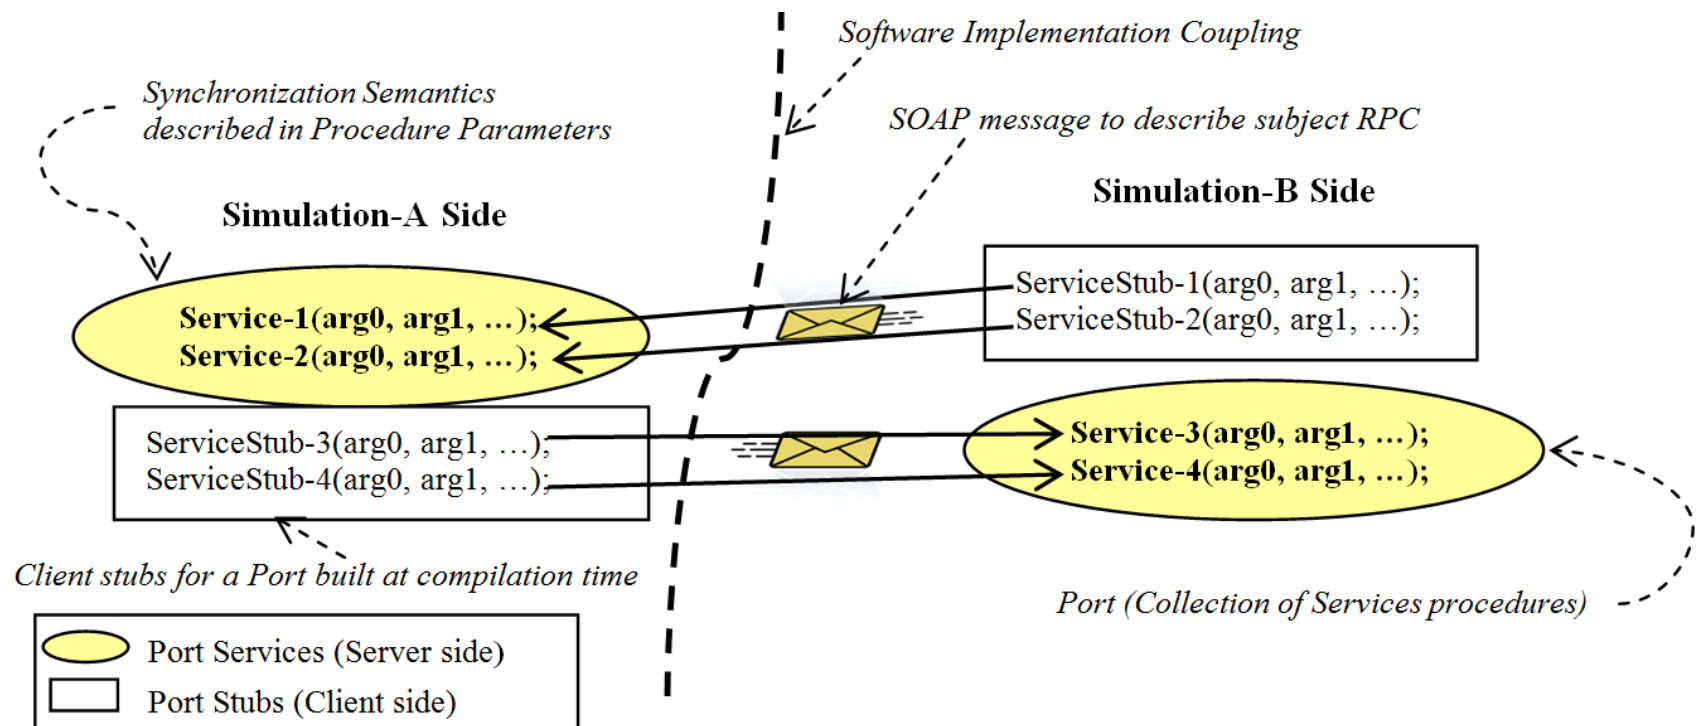 Software Implementation Coupling
Synchronization Semantics
described in Procedure Parameters
SOAP message to describe subject RPC
Simulation-A Side
Simulation-B Side
Service-1(arg0, arg1, …);
Service-2(arg0, arg1, …);
ServiceStub-1(arg0, arg1, …);
ServiceStub-2(arg0, arg1, …);
ServiceStub-3(arg0, arg1, …);
ServiceStub-4(arg0, arg1, …);
Service-3(arg0, arg1, …);
Service-4(arg0, arg1, …);
Client stubs for a Port built at compilation time
Port (Collection of Services procedures)
Port Services (Server side)
Port Stubs (Client side)